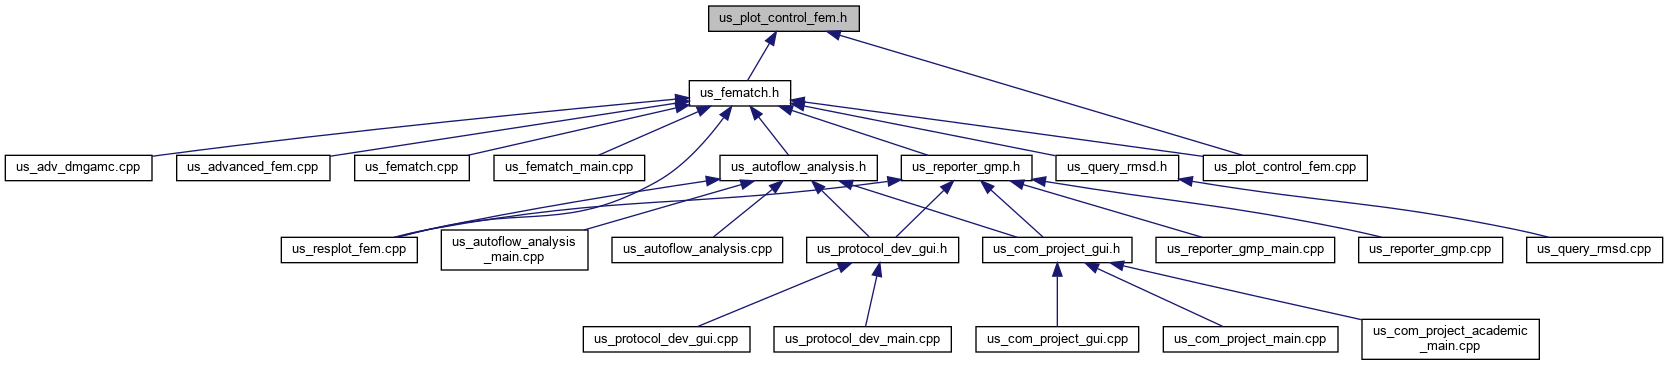 us_plot_control_fem.h
us_fematch.h
us_adv_dmgamc.cpp
us_advanced_fem.cpp
us_fematch.cpp
us_fematch_main.cpp
us_autoflow_analysis.h
us_reporter_gmp.h
us_query_rmsd.h
us_plot_control_fem.cpp
us_resplot_fem.cpp
us_autoflow_analysis
_main.cpp
us_autoflow_analysis.cpp
us_protocol_dev_gui.h
us_com_project_gui.h
us_reporter_gmp_main.cpp
us_reporter_gmp.cpp
us_query_rmsd.cpp
us_protocol_dev_gui.cpp
us_protocol_dev_main.cpp
us_com_project_gui.cpp
us_com_project_main.cpp
us_com_project_academic
_main.cpp